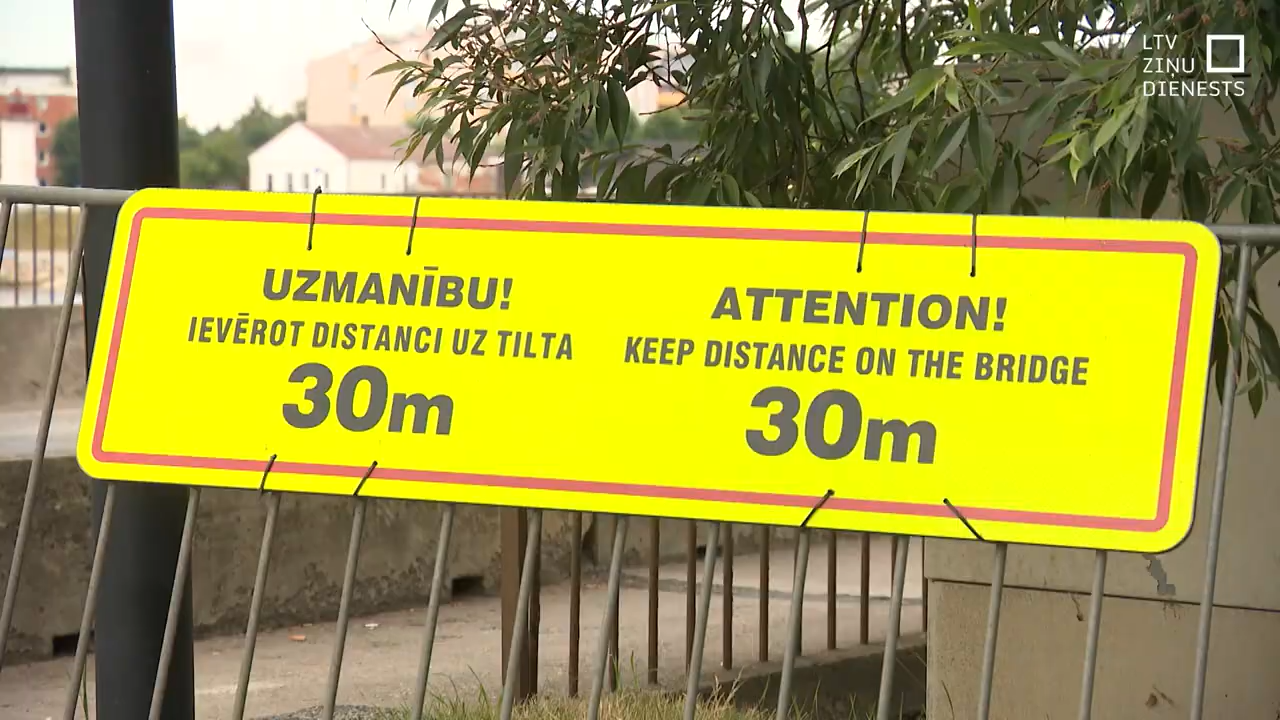 LTV
ZIŅU
DIENESTS
UZMANĪBU!
IEVĒROT DISTANCI UZ TILTA
30m
ATTENTION!
KEEP DISTANCE ON THE BRIDGE
30m